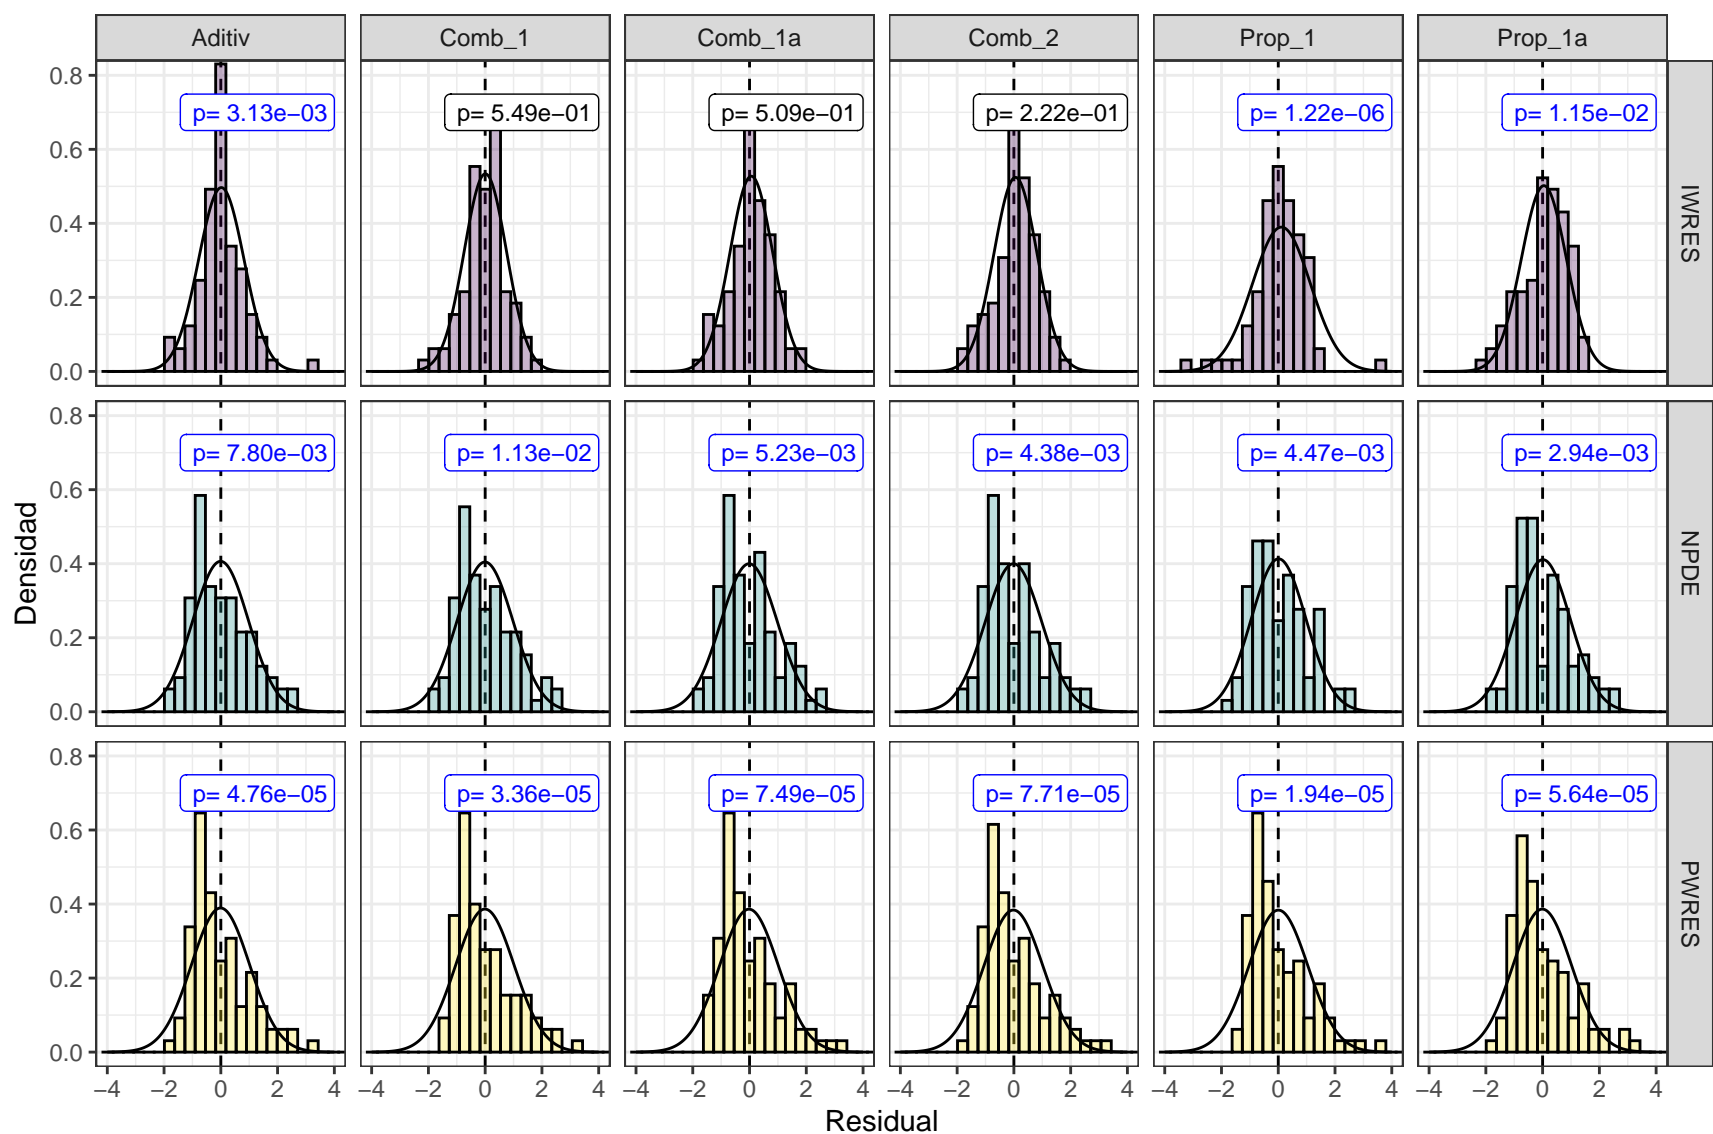 Aditiv Comb_1 Comb_1a Comb_2 Prop_1 Prop_1a
0.8
p= 3.13e−03 p= 5.49e−01 p= 5.09e−01 p= 2.22e−01 p= 1.22e−06 p= 1.15e−02
0.6
0.4
0.2
0.0
IWRES
0.8
p= 7.80e−03 p= 1.13e−02 p= 5.23e−03 p= 4.38e−03 p= 4.47e−03 p= 2.94e−03
0.6
0.4
0.2
0.0
NPDE
Densidad
0.8
p= 4.76e−05 p= 3.36e−05 p= 7.49e−05 p= 7.71e−05 p= 1.94e−05 p= 5.64e−05
0.6
0.4
0.2
0.0
PWRES
−4 −2 0 2 4 −4 −2 0 2 4 −4 −2 0 2 4 −4 −2 0 2 4 −4 −2 0 2 4 −4 −2 0 2 4
Residual